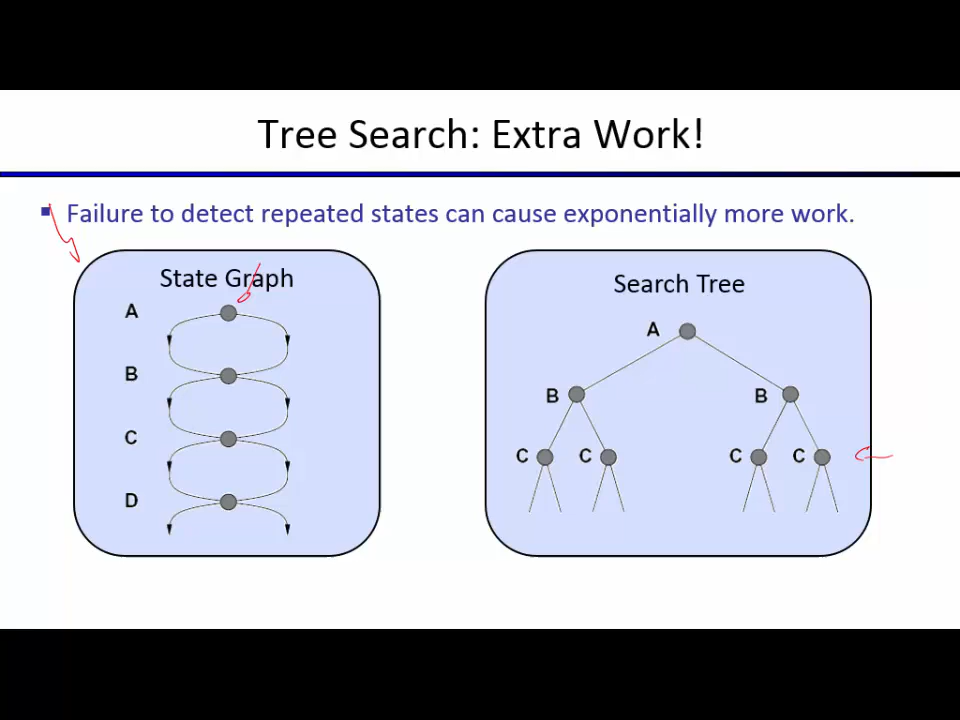 Tree Search: Extra Work!
▪ Failure to detect repeated states can cause exponentially more work.
State Graph
A
B
C
D
Search Tree
A
B B
C C C C